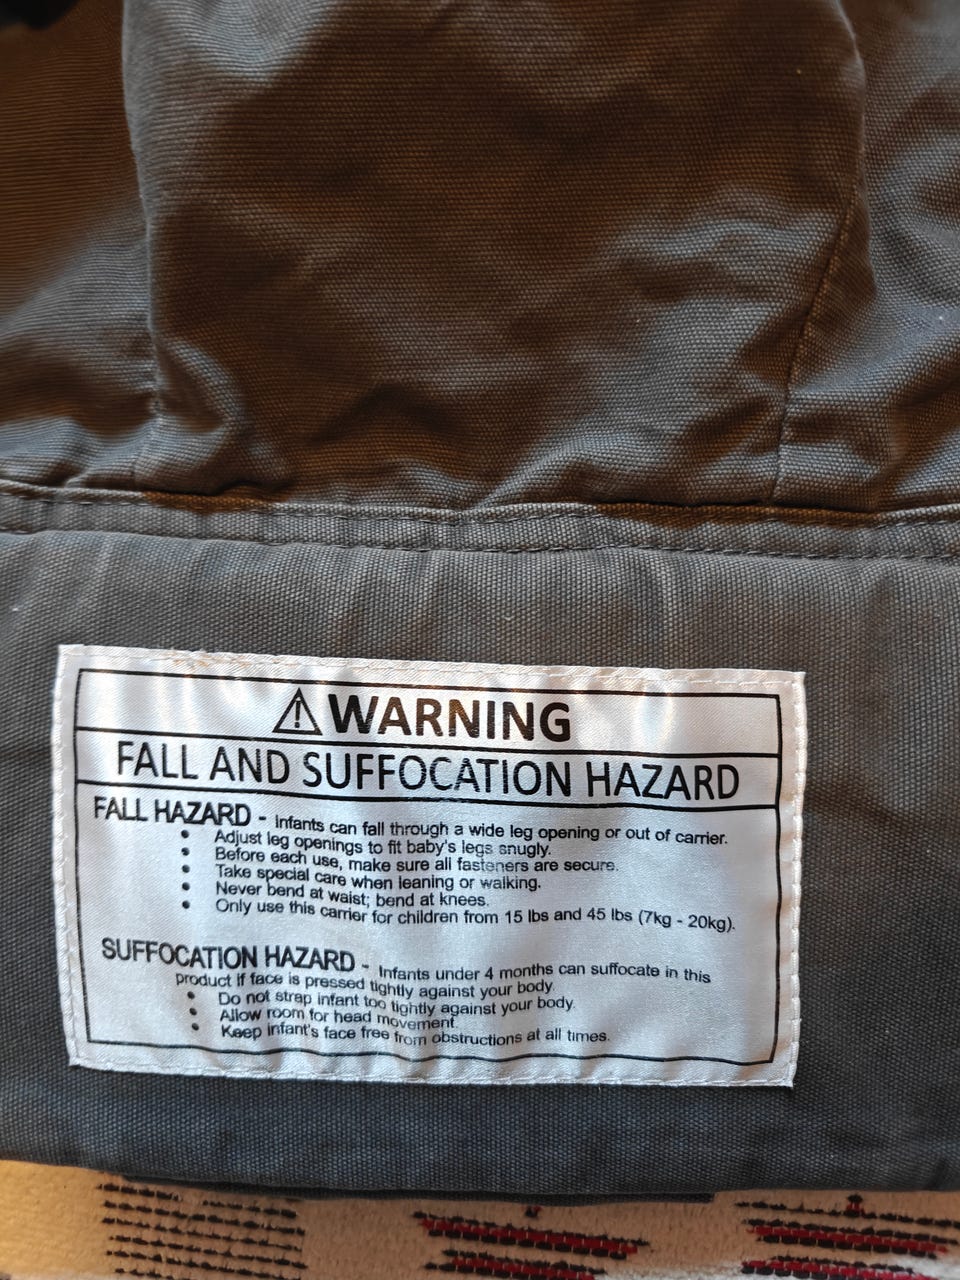 WARNING
FALL AND SUFFOCATION HAZARD
FALL HAZARD - Infants can fall through a wide leg opening or out of carrier.
• Adjust leg openings to fit baby's legs snugly.
• Before each use, make sure all fasteners are secure.
• Take special care when leaning or walking.
• Never bend at waist; bend at knees.
• Only use this carrier for children from 15 lbs and 45 lbs (7kg - 20kg).
SUFFOCATION HAZARD - Infants under 4 months can suffocate in this
product if face is pressed tightly against your body.
• Do not strap infant too tightly against your body.
• Allow room for head movement.
• Keep infant's face free from obstructions at all times.